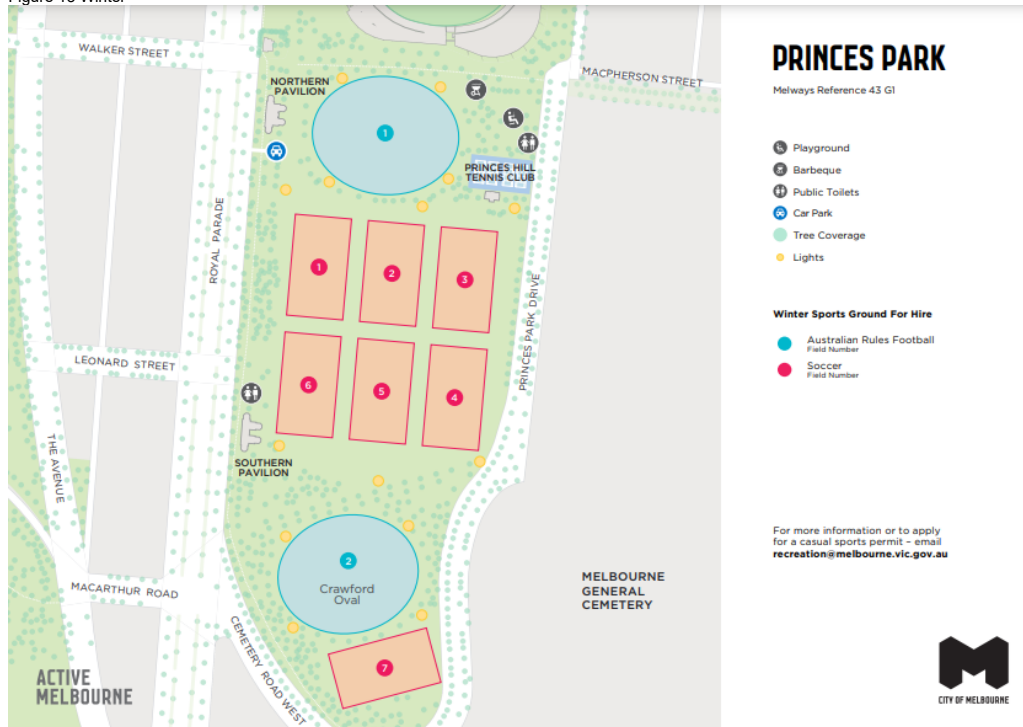 Figure 13 Winter
WALKER STREET
MACPHERSON STREET
NORTHERN
PAVILION
1
PRINCES HILL
TENNIS CLUB
ROYAL PARADE
1
2
3
PRINCES PARK DRIVE
LEONARD STREET
6
5
4
THE AVENUE
SOUTHERN
PAVILION
2
Crawford
Oval
MELBOURNE
GENERAL
CEMETERY
MACARTHUR ROAD
CEMETERY ROAD WEST
7
ACTIVE
MELBOURNE
PRINCES PARK
Melways Reference 43 G1
Playground
Barbeque
Public Toilets
Car Park
Tree Coverage
Lights
Winter Sports Ground For Hire
Australian Rules Football
Field Number
Soccer
Field Number
For more information or to apply
for a casual sports permit – email
recreation@melbourne.vic.gov.au
CITY OF MELBOURNE